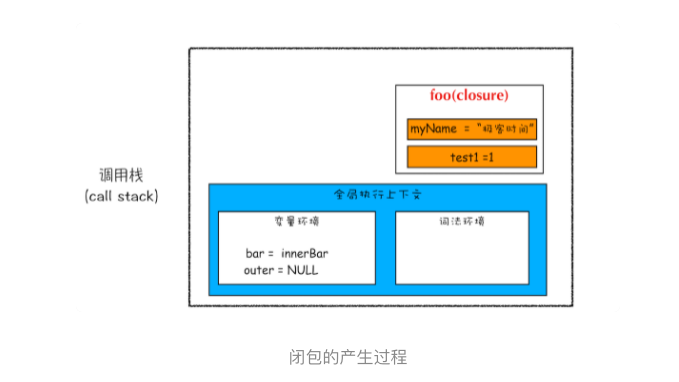 foo(closure)
myName = "极客时间"
test1 =1
调用栈
(call stack)
全局执行上下文
变量环境
词法环境
bar = innerBar
outer = NULL
闭包的产生过程